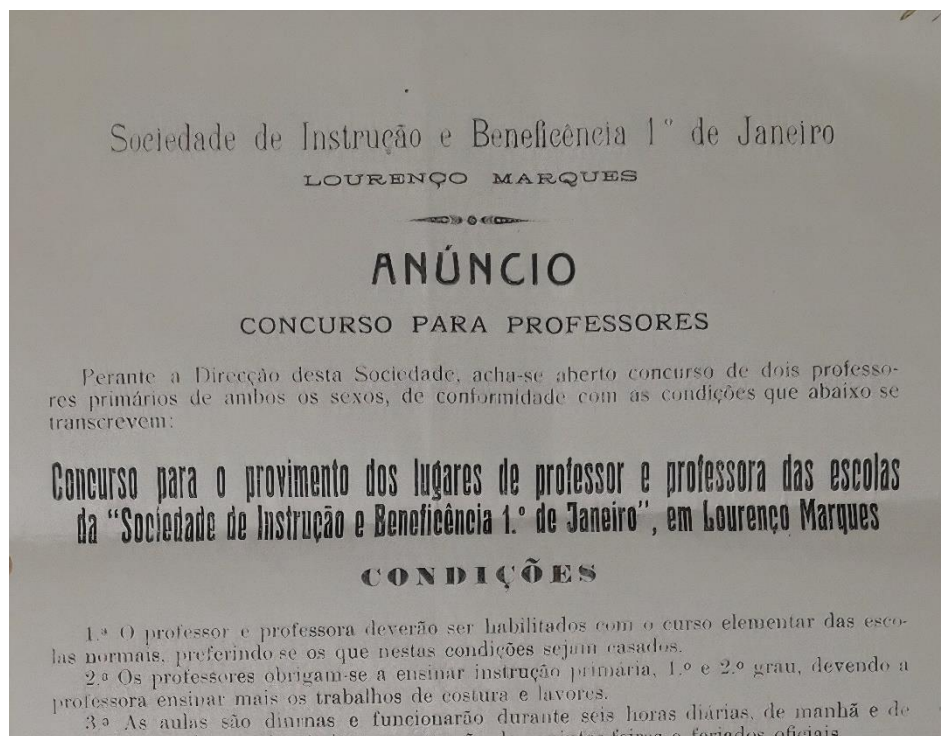 Sociedade de Instrução e Beneficência 1º de Janeiro
LOURENÇO MARQUES
ANÚNCIO
CONCURSO PARA PROFESSORES
Perante a Direcção desta Sociedade, acha-se aberto concurso de dois professo-
res primários de ambos os sexos, de conformidade com as condições que abaixo se
transcrevem:
Concurso para o provimento dos lugares de professor e professora das escolas
da "Sociedade de Instrução e Beneficência 1.º de Janeiro", em Lourenço Marques
CONDIÇÕES
1.ª O professor e professora deverão ser habilitados com o curso elementar das esco-
las normais, preferindo-se os que nestas condições sejam casados.
2.ª Os professores obrigam-se a ensinar instrução primária, 1.º e 2.º grau, devendo a
professora ensinar mais os trabalhos de costura e lavores.
3.ª As aulas são diurnas e funcionarão durante seis horas diárias, de manhã e de
feiras e feriados oficiais